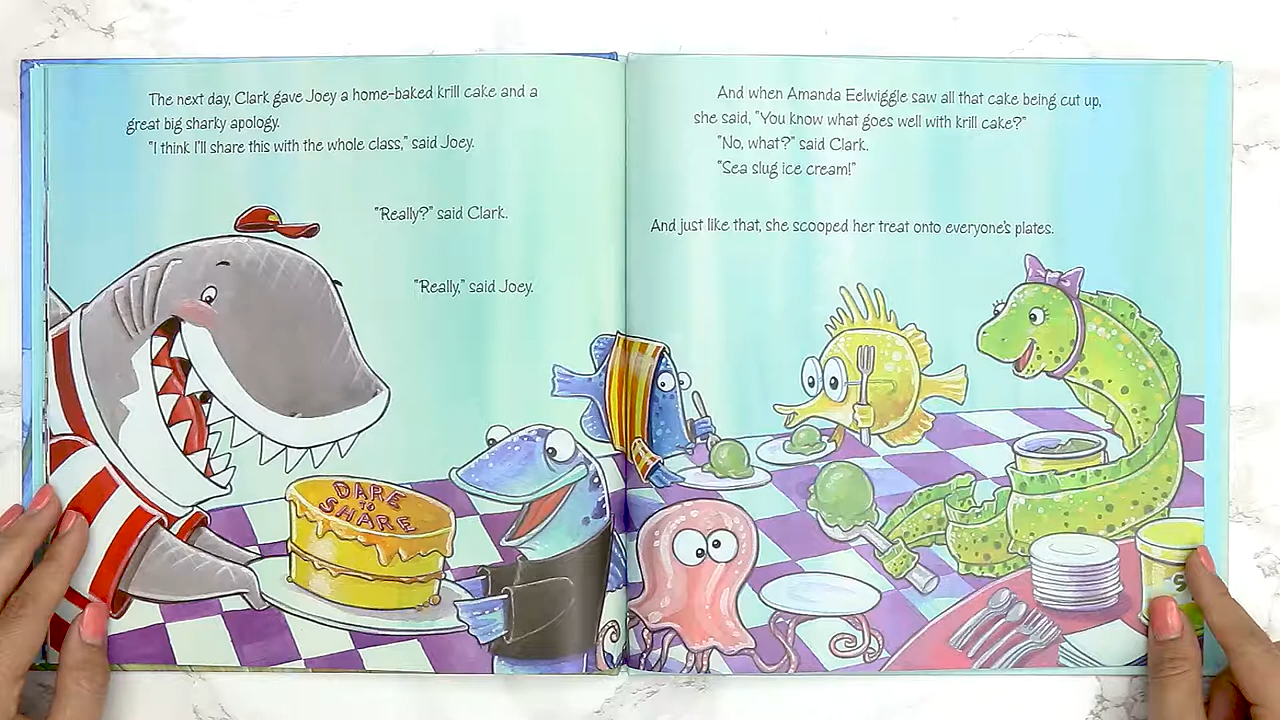 The next day, Clark gave Joey a home-baked krill cake and a
great big sharky apology.
"I think I'll share this with the whole class," said Joey.
"Really?" said Clark.
"Really," said Joey.
DARE
TO
SHARE
And when Amanda Eelwiggle saw all that cake being cut up,
she said, "You know what goes well with krill cake?"
"No, what?" said Clark.
"Sea slug ice cream!"
And just like that, she scooped her treat onto everyone's plates.